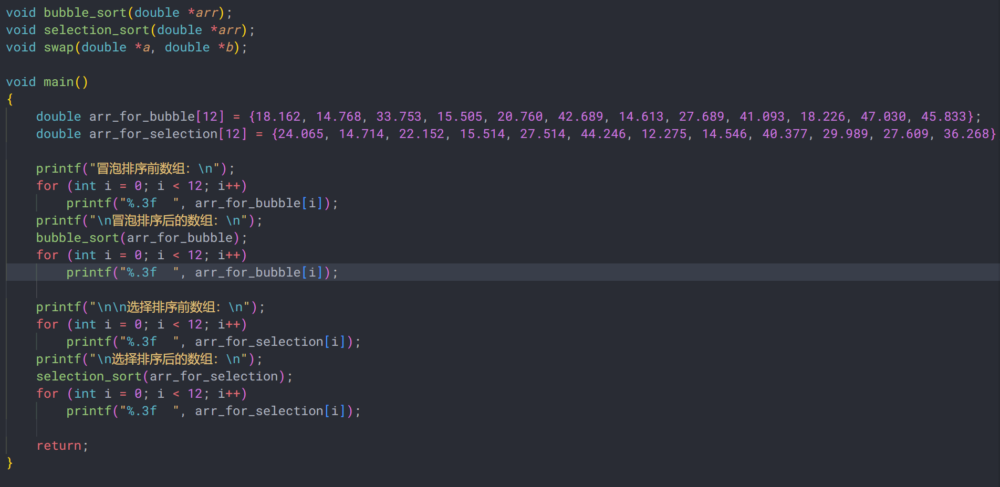 void bubble_sort(double *arr);
void selection_sort(double *arr);
void swap(double *a, double *b);
void main()
{
    double arr_for_bubble[12] = {18.162, 14.768, 33.753, 15.505, 20.760, 42.689, 14.613, 27.689, 41.093, 18.226, 47.030, 45.833};
    double arr_for_selection[12] = {24.065, 14.714, 22.152, 15.514, 27.514, 44.246, 12.275, 14.546, 40.377, 29.989, 27.609, 36.268}
    printf("冒泡排序前数组：\n");
    for (int i = 0; i < 12; i++)
        printf("%.3f  ", arr_for_bubble[i]);
    printf("\n冒泡排序后的数组：\n");
    bubble_sort(arr_for_bubble);
    for (int i = 0; i < 12; i++)
        printf("%.3f  ", arr_for_bubble[i]);
    printf("\n\n选择排序前数组：\n");
    for (int i = 0; i < 12; i++)
        printf("%.3f  ", arr_for_selection[i]);
    printf("\n选择排序后的数组：\n");
    selection_sort(arr_for_selection);
    for (int i = 0; i < 12; i++)
        printf("%.3f  ", arr_for_selection[i]);
    return;
}